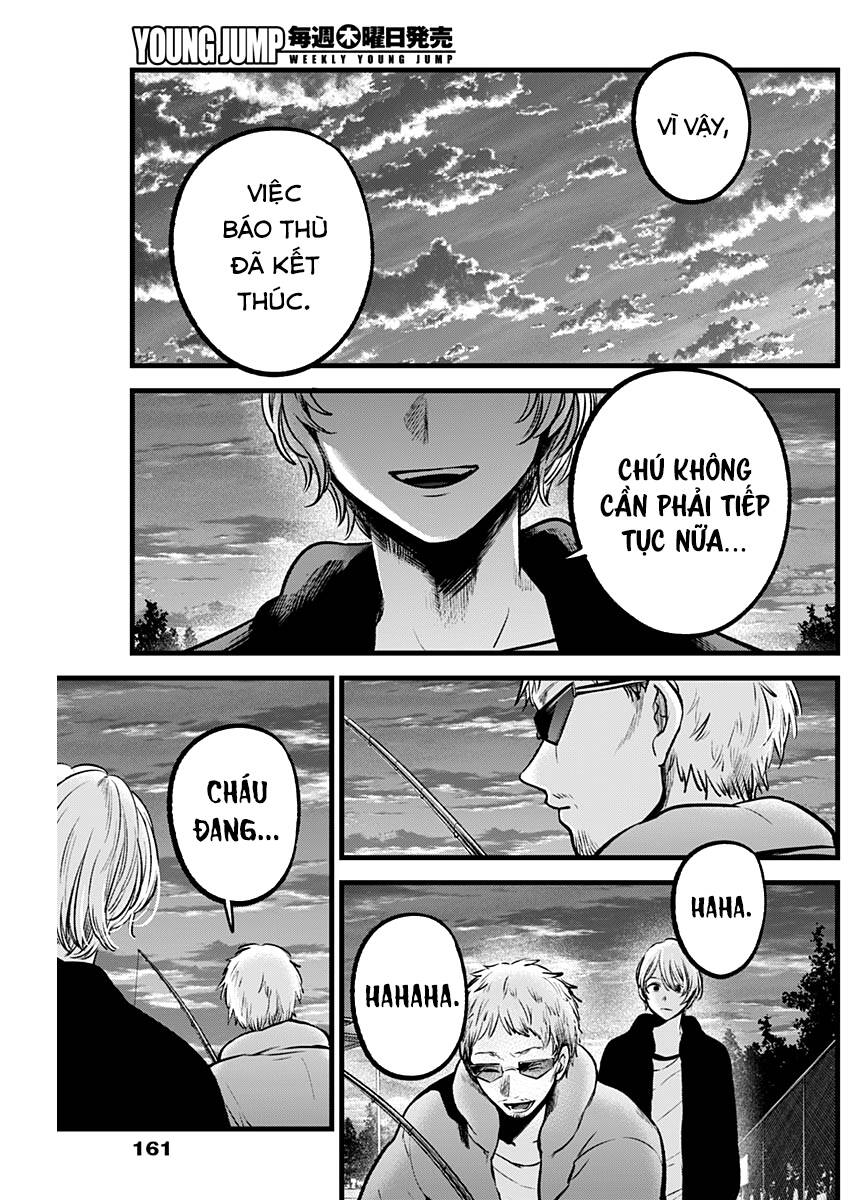 YOUNG JUMP 毎週木曜日発売
WEEKLY YOUNG JUMP
VÌ VẬY,
VIỆC
BÁO THÙ
ĐÃ KẾT
THÚC.
CHÚ KHÔNG
CẦN PHẢI TIẾP
TỤC NỮA...
CHÁU
ĐANG...
HAHA.
HAHAHA.
161